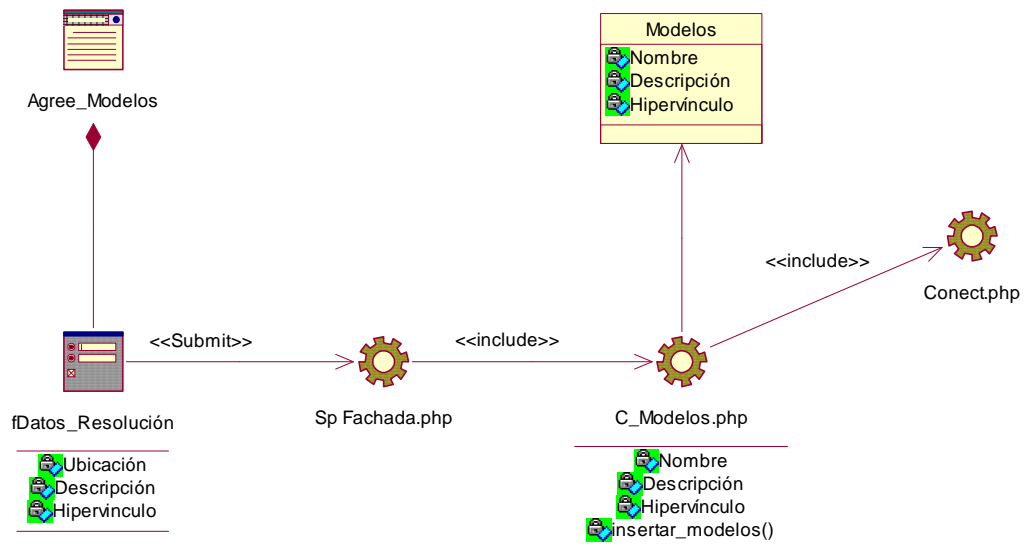 Agree_Modelos
Modelos
Nombre
Descripción
Hipervínculo
<<include>>
Conect.php
<<Submit>>
<<include>>
fDatos_Resolución
Sp Fachada.php
C_Modelos.php
Ubicación
Descripción
Hipervinculo
Nombre
Descripción
Hipervínculo
insertar_modelos()